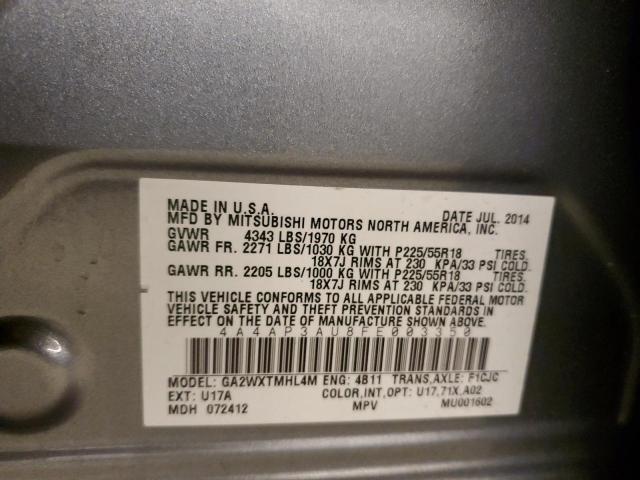 MADE IN U.S.A. DATE JUL. 2014
MFD BY MITSUBISHI MOTORS NORTH AMERICA, INC.
GVWR 4343 LBS/1970 KG
GAWR FR. 2271 LBS/1030 KG WITH P225/55R18 TIRES.
18X7J RIMS AT 230 KPA/33 PSI COLD.
GAWR RR. 2205 LBS/1000 KG WITH P225/55R18 TIRES.
18X7J RIMS AT 230 KPA/33 PSI COLD.
THIS VEHICLE CONFORMS TO ALL APPLICABLE FEDERAL MOTOR
VEHICLE SAFETY AND THEFT PREVENTION STANDARDS IN
EFFECT ON THE DATE OF MANUFACTURE SHOWN ABOVE.
4A4AP3AU8FE003350
MODEL: GA2WXTMHL4M ENG: 4B11 TRANS,AXLE: F1CJC
EXT: U17A COLOR,INT,OPT: U17,71X,A02
MDH 072412 MPV MU001602